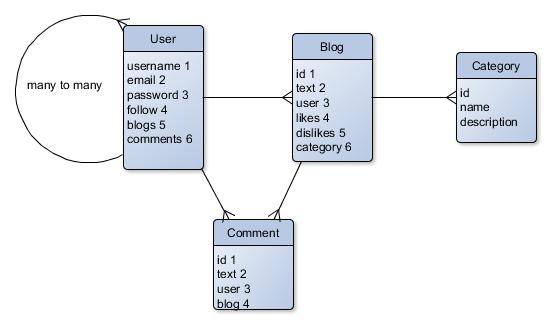 User
username 1
email 2
password 3
follow 4
blogs 5
comments 6
many to many
Blog
id 1
text 2
user 3
likes 4
dislikes 5
category 6
Category
id
name
description
Comment
id 1
text 2
user 3
blog 4